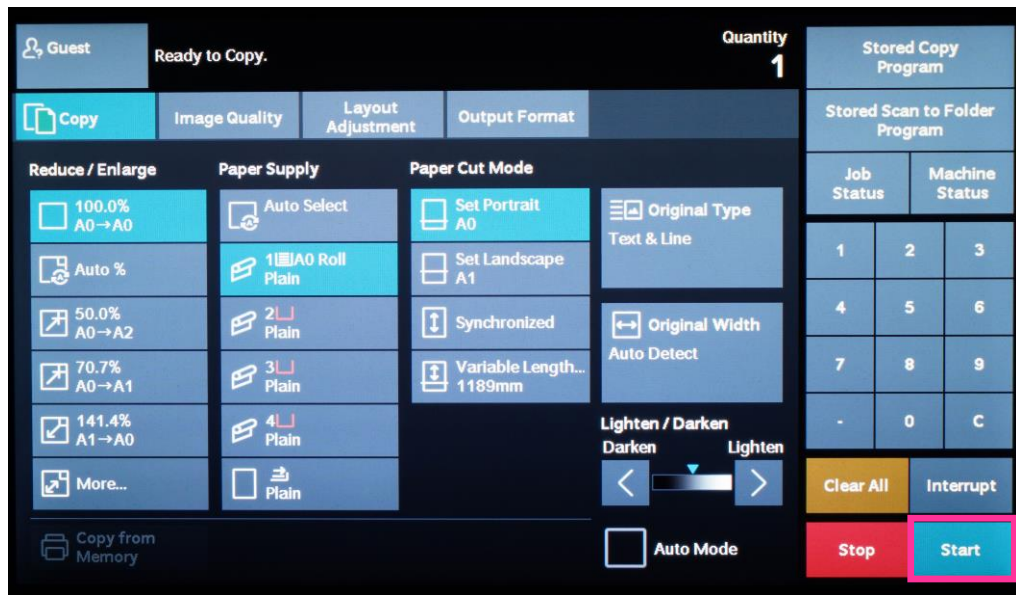 Guest
Ready to Copy.
Quantity
1
Stored Copy
Program
Copy
Image Quality
Layout
Adjustment
Output Format
Stored Scan to Folder
Program
Job
Status
Machine
Status
Reduce / Enlarge
100.0%
A0→A0
Auto %
50.0%
A0→A2
70.7%
A0→A1
141.4%
A1→A0
More...
Copy from
Memory
Paper Supply
Auto Select
1 A0 Roll
Plain
2
Plain
3
Plain
4
Plain
Plain
Paper Cut Mode
Set Portrait
A0
Set Landscape
A1
Synchronized
Variable Length...
1189mm
Original Type
Text & Line
Original Width
Auto Detect
Lighten / Darken
Darken Lighten
Auto Mode
1 2 3
4 5 6
7 8 9
- 0 C
Clear All
Interrupt
Stop
Start